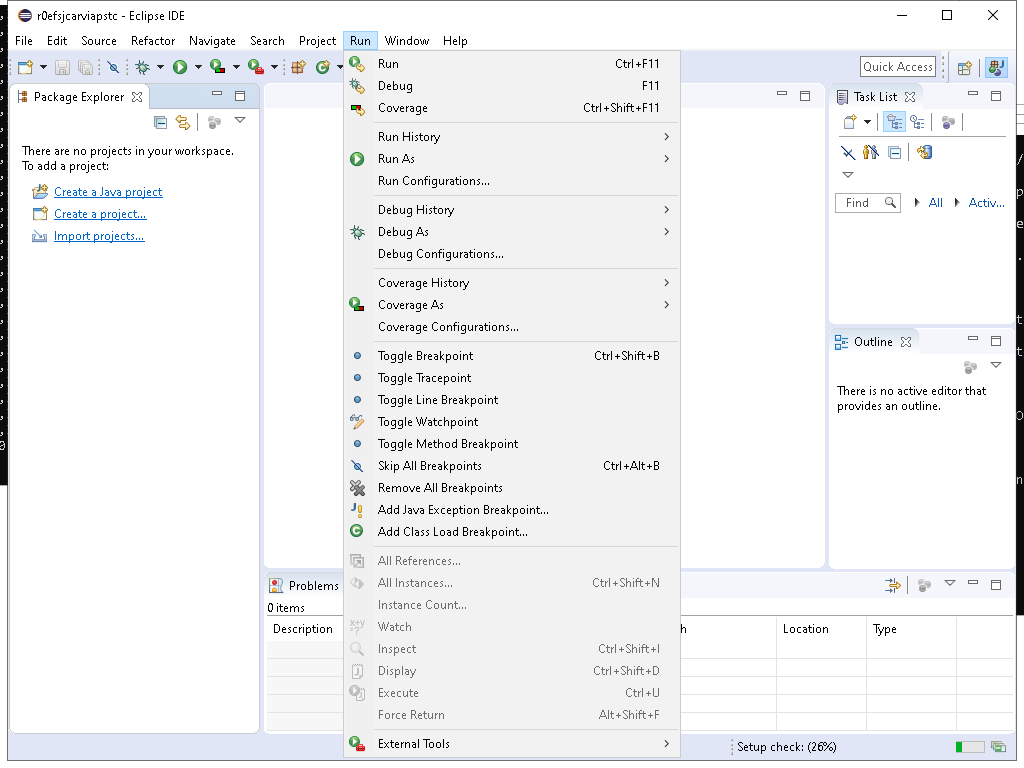 r0efsjcarviapstc - Eclipse IDE
File Edit Source Refactor Navigate Search Project Run Window Help
Quick Access
Package Explorer
There are no projects in your workspace.
To add a project:
Create a Java project
Create a project...
Import projects...
Run Ctrl+F11
Debug F11
Coverage Ctrl+Shift+F11
Run History
Run As
Run Configurations...
Debug History
Debug As
Debug Configurations...
Coverage History
Coverage As
Coverage Configurations...
Toggle Breakpoint Ctrl+Shift+B
Toggle Tracepoint
Toggle Line Breakpoint
Toggle Watchpoint
Toggle Method Breakpoint
Skip All Breakpoints Ctrl+Alt+B
Remove All Breakpoints
Add Java Exception Breakpoint...
Add Class Load Breakpoint...
All References...
All Instances... Ctrl+Shift+N
Instance Count...
Watch
Inspect Ctrl+Shift+I
Display Ctrl+Shift+D
Execute Ctrl+U
Force Return Alt+Shift+F
External Tools
Task List
Find All Activ...
Outline
There is no active editor that
provides an outline.
Problems
0 items
Description h Location Type
Setup check: (26%)